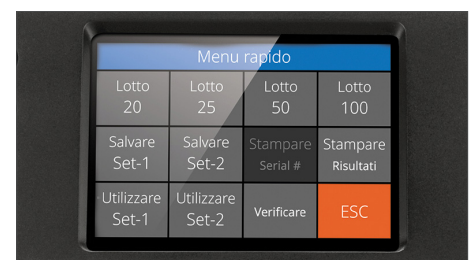 Menu rapido
Lotto Lotto Lotto Lotto
20 25 50 100
Salvare Salvare Stampare Stampare
Set-1 Set-2 Serial # Risultati
Utilizzare Utilizzare Verificare ESC
Set-1 Set-2